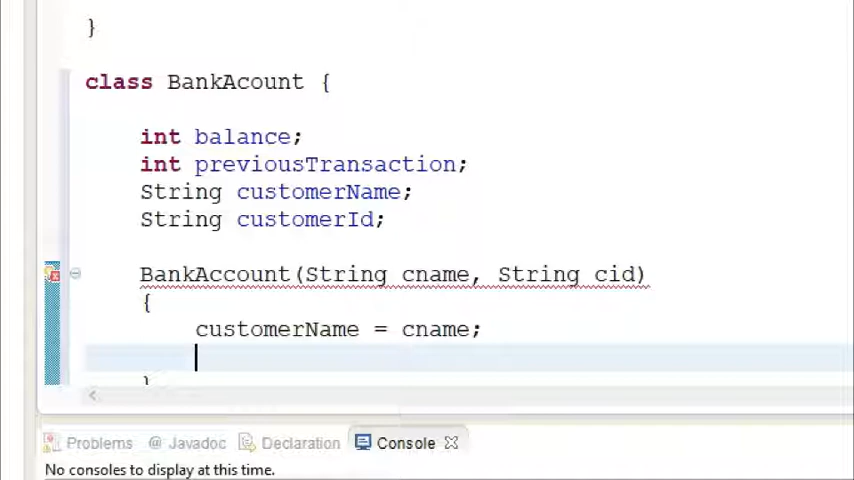 }
class BankAcount {
int balance;
int previousTransaction;
String customerName;
String customerId;
BankAccount(String cname, String cid)
{
customerName = cname;
}
Problems @ Javadoc Declaration Console
No consoles to display at this time.